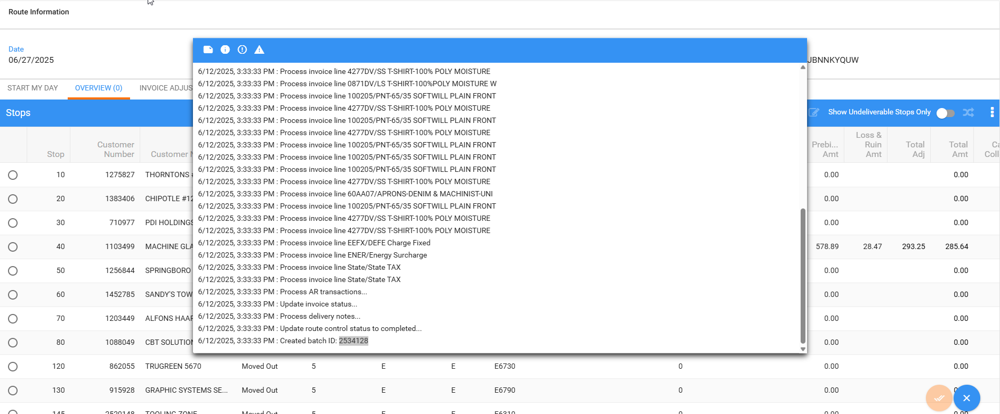 Route Information
Date
06/27/2025
JBNNKYQUW
START MY DAY OVERVIEW (0) INVOICE ADJUS
Stops
Show Undeliverable Stops Only
Stop Customer Number Customer N Prebi... Amt Loss & Ruin Amt Total Adj Total Amt Ca Coll
10 1275827 THORNTONS # 0.00 0.00
20 1383406 CHIPOTLE #12 0.00 0.00
30 710977 PDI HOLDINGS 0.00 0.00
40 1103499 MACHINE GLA 578.89 28.47 293.25 285.64
50 1256844 SPRINGBORO 0.00 0.00
60 1452785 SANDY'S TOW 0.00 0.00
70 1203449 ALFONS HAAR 0.00 0.00
80 1088049 CBT SOLUTION 0.00 0.00
120 862055 TRUGREEN 5670 Moved Out 5 E E E6730 0 0.00 0.00
130 915928 GRAPHIC SYSTEMS SE... Moved Out 5 E E E6790 0 0.00
145 2520148 TOOLING ZONE Moved Out 5 E E E6310 0 0.00 0.00
6/12/2025, 3:33:33 PM : Process invoice line 4277DV/SS T-SHIRT-100% POLY MOISTURE
6/12/2025, 3:33:33 PM : Process invoice line 0871DV/LS T-SHIRT-100%POLY MOISTURE W
6/12/2025, 3:33:33 PM : Process invoice line 100205/PNT-65/35 SOFTWILL PLAIN FRONT
6/12/2025, 3:33:33 PM : Process invoice line 4277DV/SS T-SHIRT-100% POLY MOISTURE
6/12/2025, 3:33:33 PM : Process invoice line 100205/PNT-65/35 SOFTWILL PLAIN FRONT
6/12/2025, 3:33:33 PM : Process invoice line 4277DV/SS T-SHIRT-100% POLY MOISTURE
6/12/2025, 3:33:33 PM : Process invoice line 100205/PNT-65/35 SOFTWILL PLAIN FRONT
6/12/2025, 3:33:33 PM : Process invoice line 100205/PNT-65/35 SOFTWILL PLAIN FRONT
6/12/2025, 3:33:33 PM : Process invoice line 100205/PNT-65/35 SOFTWILL PLAIN FRONT
6/12/2025, 3:33:33 PM : Process invoice line 4277DV/SS T-SHIRT-100% POLY MOISTURE
6/12/2025, 3:33:33 PM : Process invoice line 60AA07/APRONS-DENIM & MACHINIST-UNI
6/12/2025, 3:33:33 PM : Process invoice line 100205/PNT-65/35 SOFTWILL PLAIN FRONT
6/12/2025, 3:33:33 PM : Process invoice line 4277DV/SS T-SHIRT-100% POLY MOISTURE
6/12/2025, 3:33:33 PM : Process invoice line 4277DV/SS T-SHIRT-100% POLY MOISTURE
6/12/2025, 3:33:33 PM : Process invoice line EEFX/DEFE Charge Fixed
6/12/2025, 3:33:33 PM : Process invoice line ENER/Energy Surcharge
6/12/2025, 3:33:33 PM : Process invoice line State/State TAX
6/12/2025, 3:33:33 PM : Process invoice line State/State TAX
6/12/2025, 3:33:33 PM : Process AR transactions...
6/12/2025, 3:33:33 PM : Update invoice status...
6/12/2025, 3:33:33 PM : Process delivery notes...
6/12/2025, 3:33:33 PM : Update route control status to completed...
6/12/2025, 3:33:33 PM : Created batch ID: 2534128